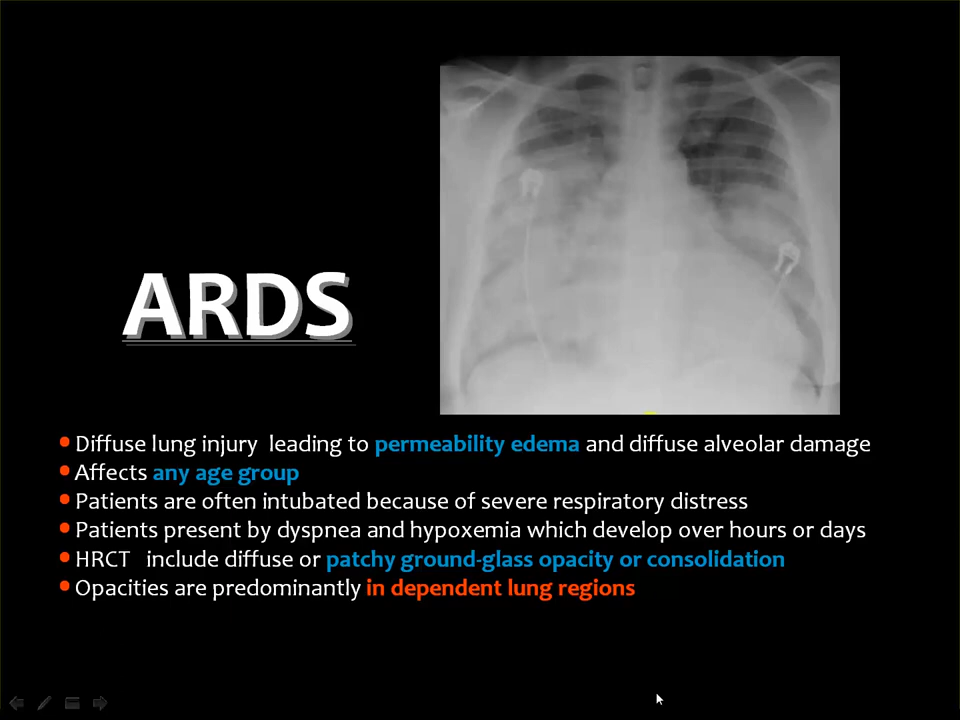 ARDS
Diffuse lung injury leading to permeability edema and diffuse alveolar damage
Affects any age group
Patients are often intubated because of severe respiratory distress
Patients present by dyspnea and hypoxemia which develop over hours or days
HRCT include diffuse or patchy ground-glass opacity or consolidation
Opacities are predominantly in dependent lung regions